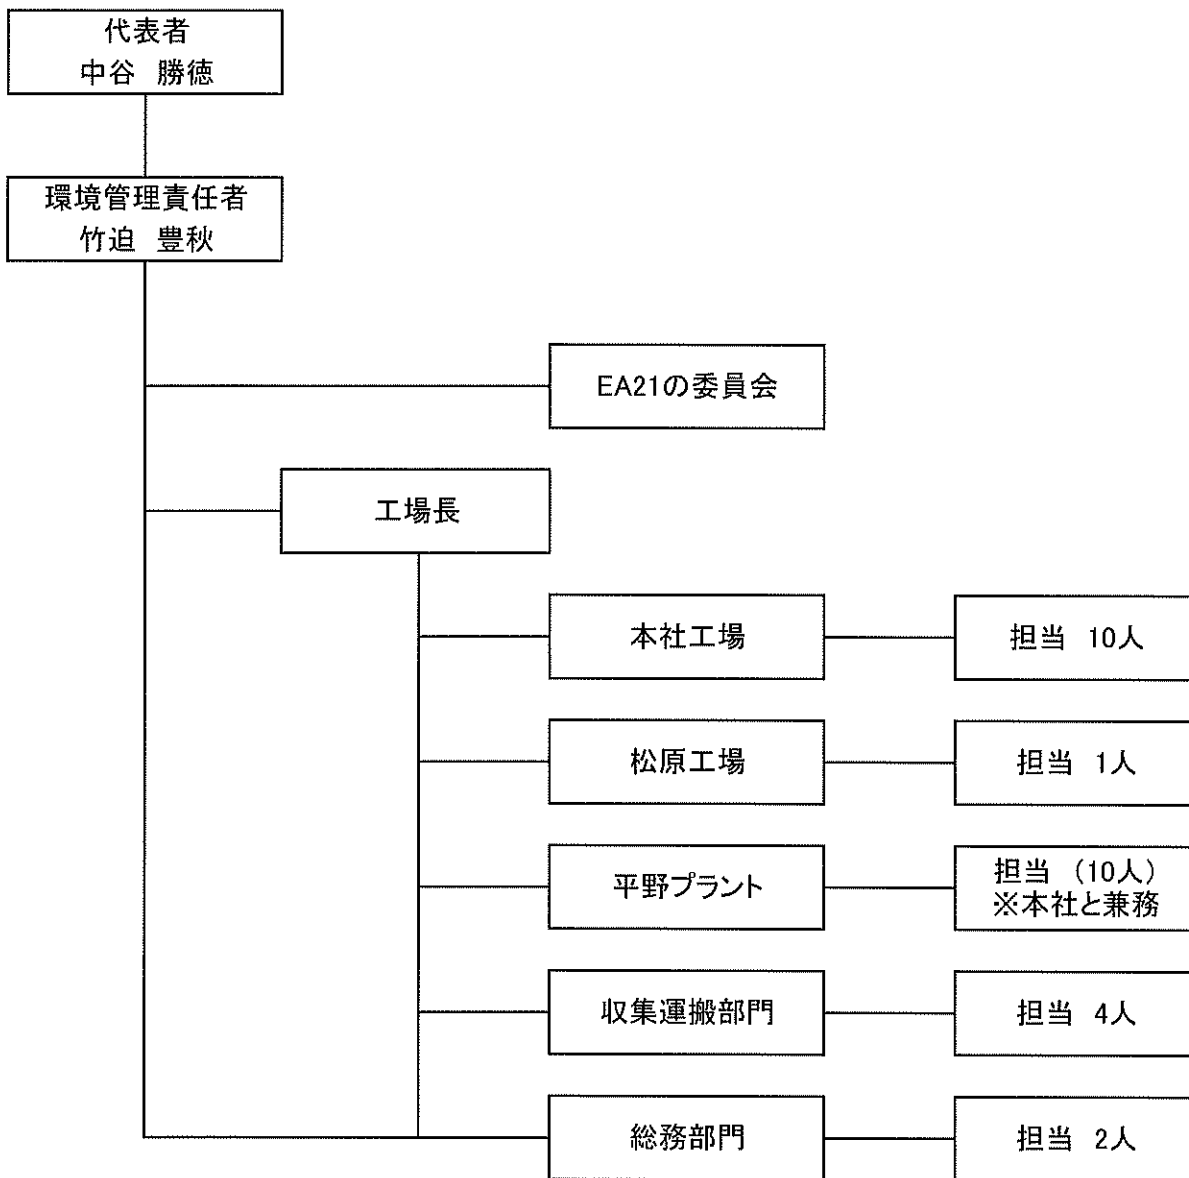 代表者
中谷 勝徳
環境管理責任者
竹迫 豊秋
EA21の委員会
工場長
本社工場
担当 10人
松原工場
担当 1人
平野プラント
担当 (10人)
※本社と兼務
収集運搬部門
担当 4人
総務部門
担当 2人